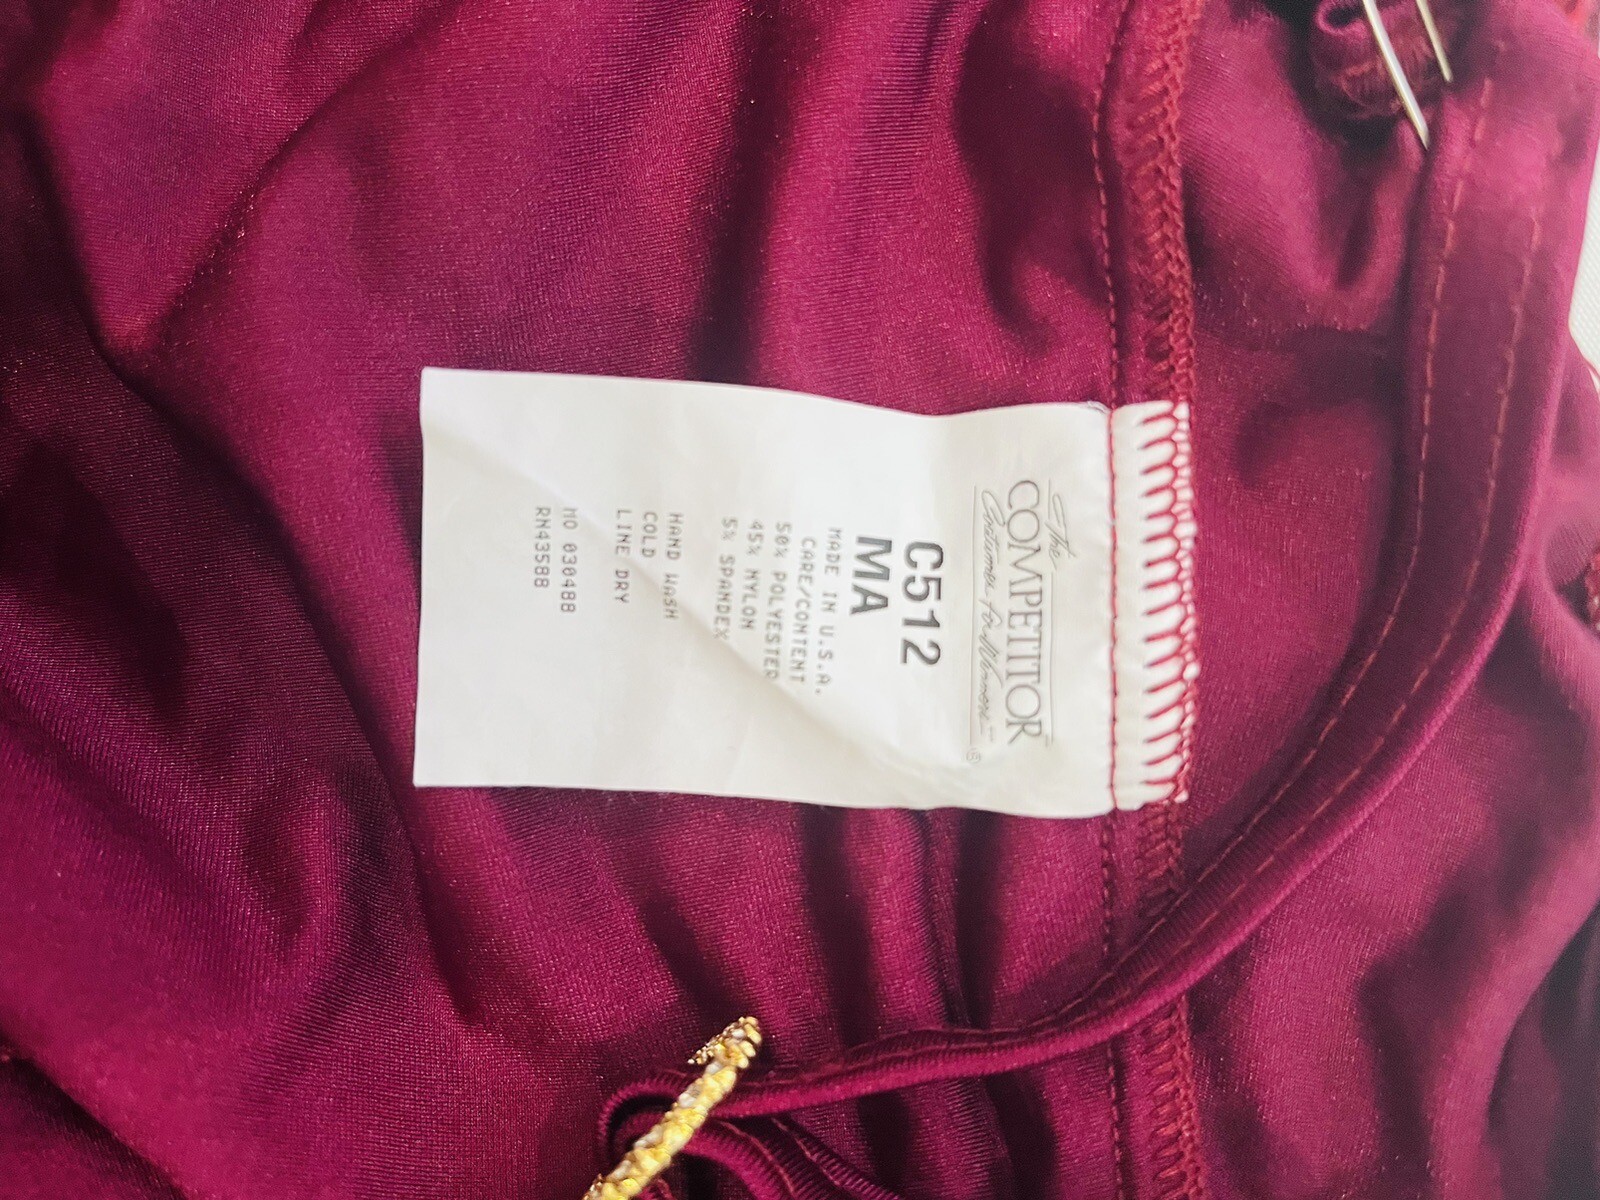 The
COMPETITOR
Costumes for Women
®
C512
MA
MADE IN U.S.A.
CARE/CONTENT
50% POLYESTER
45% NYLON
5% SPANDEX
HAND WASH
COLD
LINE DRY
MO 030488
RN43588